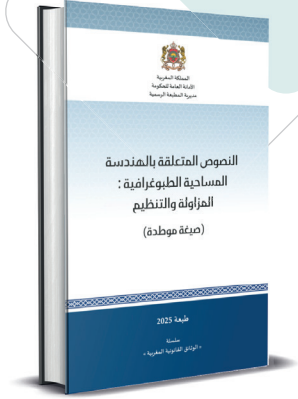 المملكة المغربية
الأمانة العامة للحكومة
مديرية المطبعة الرسمية
النصوص المتعلقة بالهندسة
المساحية الطبوغرافية :
المزاولة والتنظيم
(صيغة موطدة)
طبعة 2025
سلسلة
« الوثائق القانونية المغربية »